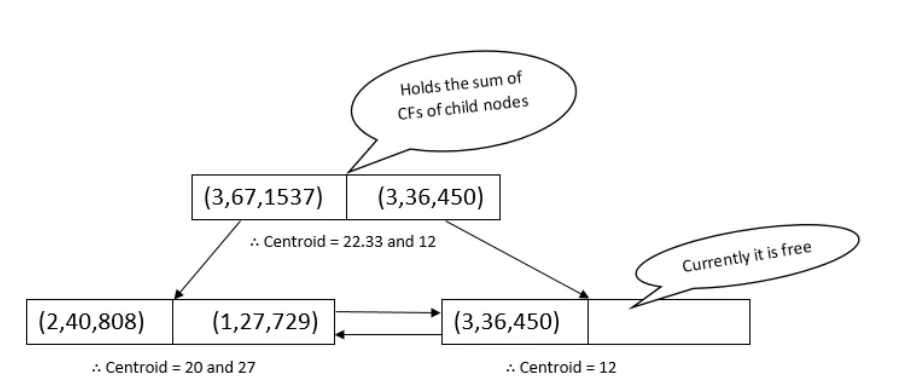 Holds the sum of
CFs of child nodes
(3,67,1537) (3,36,450)
∴ Centroid = 22.33 and 12
Currently it is free
(2,40,808) (1,27,729) (3,36,450)
∴ Centroid = 20 and 27 ∴ Centroid = 12